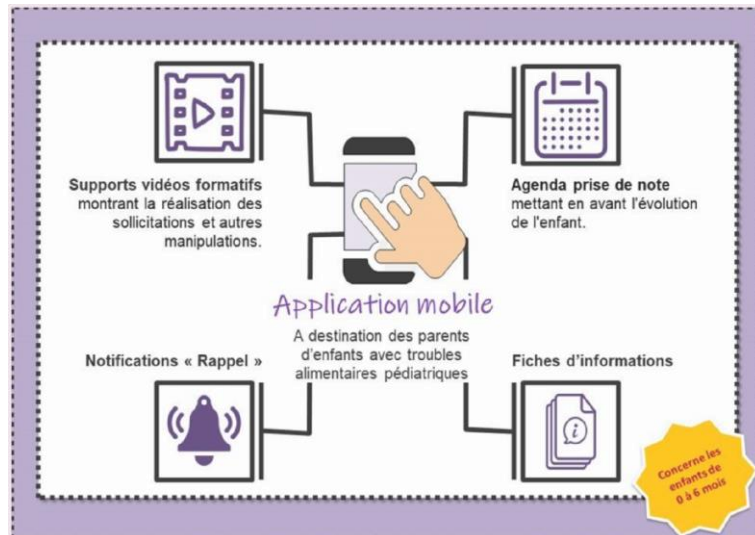 Supports vidéos formatifs
montrant la réalisation des
sollicitations et autres
manipulations.
Agenda prise de note
mettant en avant l'évolution
de l'enfant.
Application mobile
A destination des parents
d'enfants avec troubles
alimentaires pédiatriques
Notifications « Rappel »
Fiches d'informations
Concerne les
enfants de
0 à 6 mois